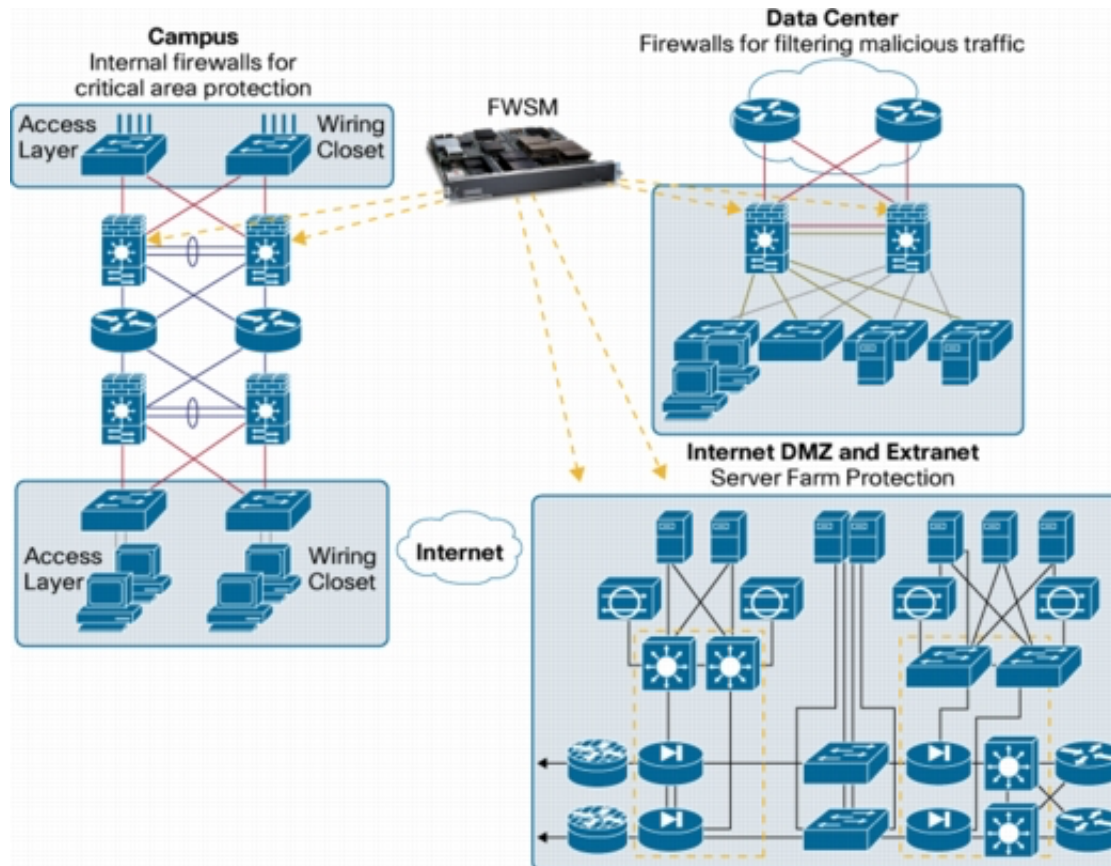 Campus
Internal firewalls for
critical area protection
Access
Layer
Wiring
Closet
FWSM
Data Center
Firewalls for filtering malicious traffic
Access
Layer
Wiring
Closet
Internet
Internet DMZ and Extranet
Server Farm Protection